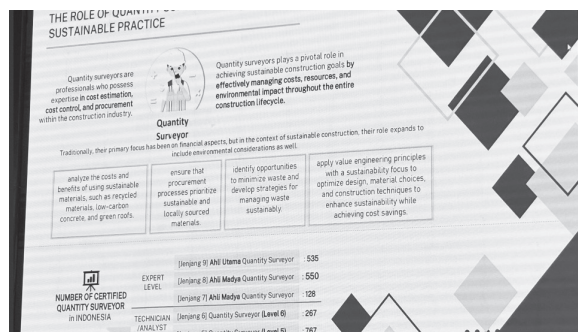 THE ROLE OF QUANTITY
SUSTAINABLE PRACTICE
Quantity surveyors are
professionals who possess
expertise in cost estimation,
cost control, and procurement
within the construction industry.
Quantity
Surveyor
Quantity surveyors plays a pivotal role in
achieving sustainable construction goals by
effectively managing costs, resources, and
environmental impact throughout the entire
construction lifecycle.
Traditionally, their primary focus has been on financial aspects, but in the context of sustainable construction, their role expands to
include environmental considerations as well.
analyze the costs and
benefits of using sustainable
materials, such as recycled
materials, low-carbon
concrete, and green roofs.
ensure that
procurement
processes prioritize
sustainable and
locally sourced
materials.
identify opportunities
to minimize waste and
develop strategies for
managing waste
sustainably.
apply value engineering principles
with a sustainability focus to
optimize design, material choices,
and construction techniques to
enhance sustainability while
achieving cost savings.
NUMBER OF CERTIFIED
QUANTITY SURVEYOR
in INDONESIA
EXPERT
LEVEL
[Jenjang 9] Ahli Utama Quantity Surveyor : 535
[Jenjang 8] Ahli Madya Quantity Surveyor : 550
[Jenjang 7] Ahli Madya Quantity Surveyor : 128
TECHNICIAN
/ANALYST
[Jenjang 6] Quantity Surveyor (Level 6) : 267
Quantity Surveyor (Level 5) : 767